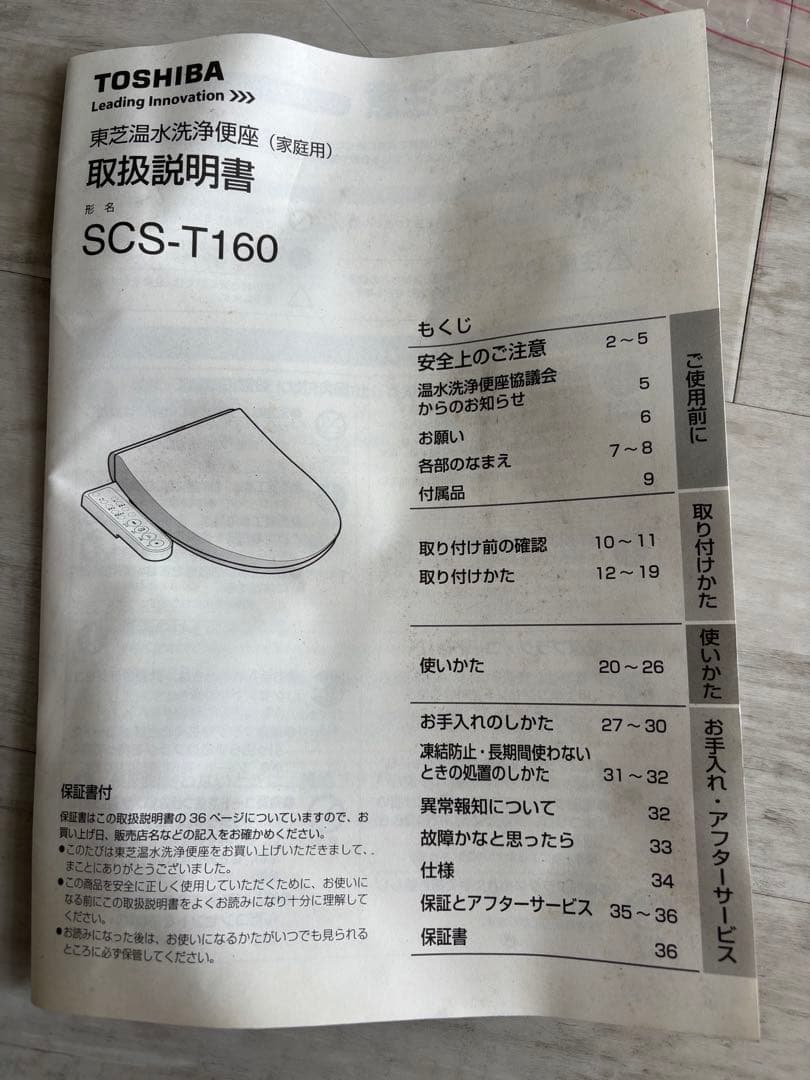 TOSHIBA
Leading Innovation >>>
東芝温水洗浄便座（家庭用）
取扱説明書
形名
SCS-T160
もくじ
安全上のご注意 2～5
温水洗浄便座協議会
からのお知らせ 5
お願い 6
各部のなまえ 7～8
付属品 9
ご使用前に
取り付け前の確認 10～11
取り付けかた 12～19
取り付けかた
使いかた 20～26
使いかた
お手入れのしかた 27～30
凍結防止・長期間使わない
ときの処置のしかた 31～32
異常報知について 32
故障かなと思ったら 33
仕様 34
保証とアフターサービス 35～36
保証書 36
お手入れ・アフターサービス
保証書付
保証書はこの取扱説明書の36ページについていますので、お
買い上げ日、販売店名などの記入をお確かめください。
●このたびは東芝温水洗浄便座をお買い上げいただきまして、
まことにありがとうございました。
●この商品を安全に正しく使用していただくために、お使いに
なる前にこの取扱説明書をよくお読みになり十分に理解して
ください。
●お読みになった後は、お使いになるかたがいつでも見られる
ところに必ず保管してください。